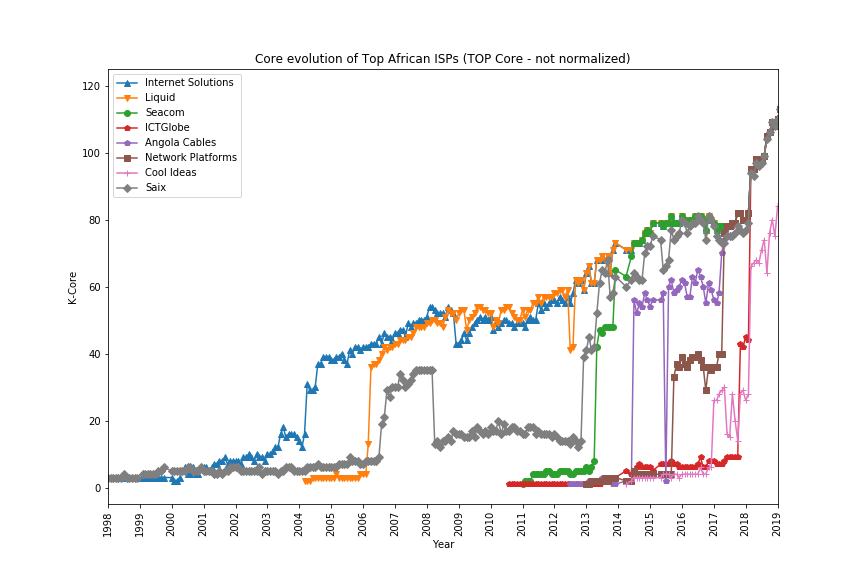 Core evolution of Top African ISPs (TOP Core - not normalized)
Internet Solutions
Liquid
Seacom
ICTGlobe
Angola Cables
Network Platforms
Cool Ideas
Saix
K-Core
120
100
80
60
40
20
0
1998
1999
2000
2001
2002
2003
2004
2005
2006
2007
2008
2009
2010
2011
2012
2013
2014
2015
2016
2017
2018
2019
Year